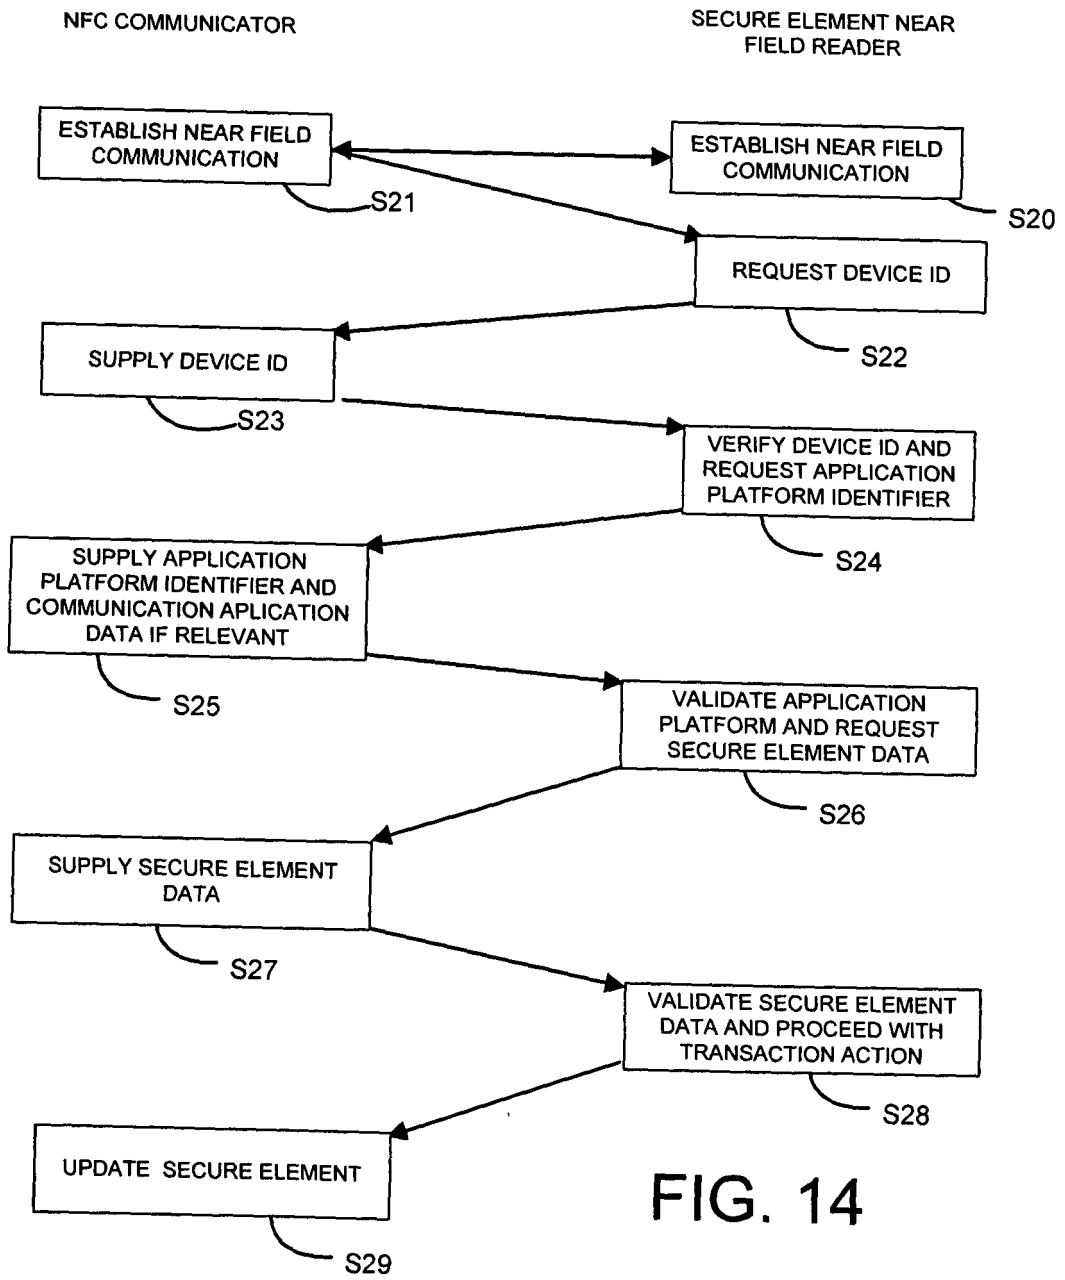 NFC COMMUNICATOR
SECURE ELEMENT NEAR
FIELD READER
ESTABLISH NEAR FIELD
COMMUNICATION
S21
ESTABLISH NEAR FIELD
COMMUNICATION
S20
REQUEST DEVICE ID
S22
SUPPLY DEVICE ID
S23
VERIFY DEVICE ID AND
REQUEST APPLICATION
PLATFORM IDENTIFIER
S24
SUPPLY APPLICATION
PLATFORM IDENTIFIER AND
COMMUNICATION APLICATION
DATA IF RELEVANT
S25
VALIDATE APPLICATION
PLATFORM AND REQUEST
SECURE ELEMENT DATA
S26
SUPPLY SECURE ELEMENT
DATA
S27
VALIDATE SECURE ELEMENT
DATA AND PROCEED WITH
TRANSACTION ACTION
S28
UPDATE SECURE ELEMENT
S29
FIG. 14